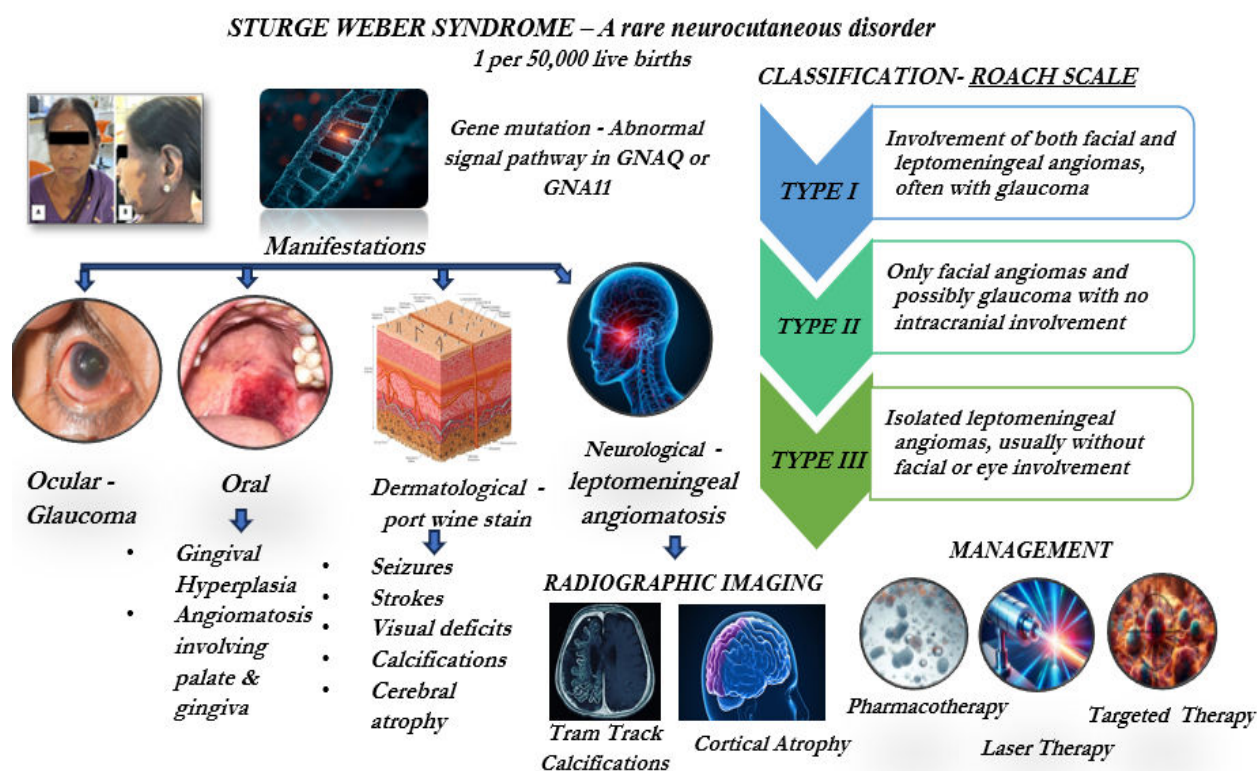 STURGE WEBER SYNDROME – A rare neurocutaneous disorder
1 per 50,000 live births
A
B
Gene mutation - Abnormal
signal pathway in GNAQ or
GNA11
Manifestations
Ocular -
Glaucoma
Oral
• Gingival
Hyperplasia
• Angiomatosis
involving
palate &
gingiva
Dermatological -
port wine stain
• Seizures
• Strokes
• Visual deficits
• Calcifications
• Cerebral
atrophy
Neurological -
leptomeningeal
angiomatosis
RADIOGRAPHIC IMAGING
Tram Track
Calcifications
Cortical Atrophy
CLASSIFICATION- ROACH SCALE
TYPE I
Involvement of both facial and
leptomeningeal angiomas,
often with glaucoma
TYPE II
Only facial angiomas and
possibly glaucoma with no
intracranial involvement
TYPE III
Isolated leptomeningeal
angiomas, usually without
facial or eye involvement
MANAGEMENT
Pharmacotherapy
Laser Therapy
Targeted Therapy